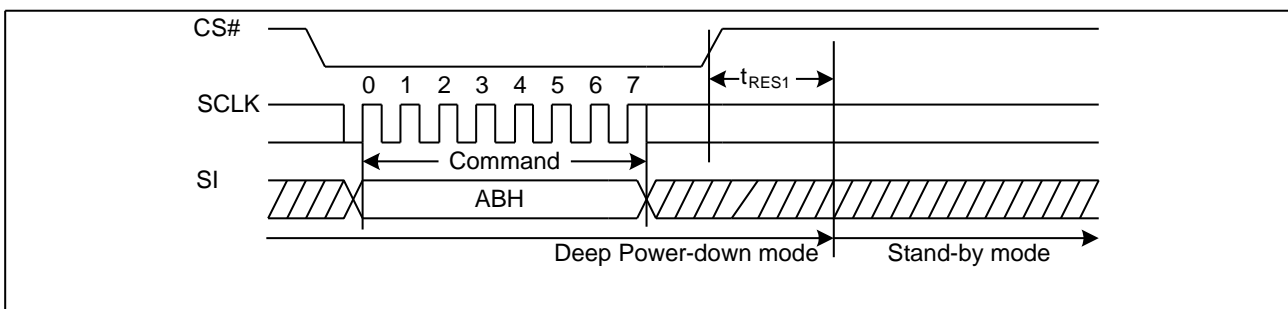 CS#
tRES1
0 1 2 3 4 5 6 7
SCLK
Command
SI
ABH
Deep Power-down mode Stand-by mode